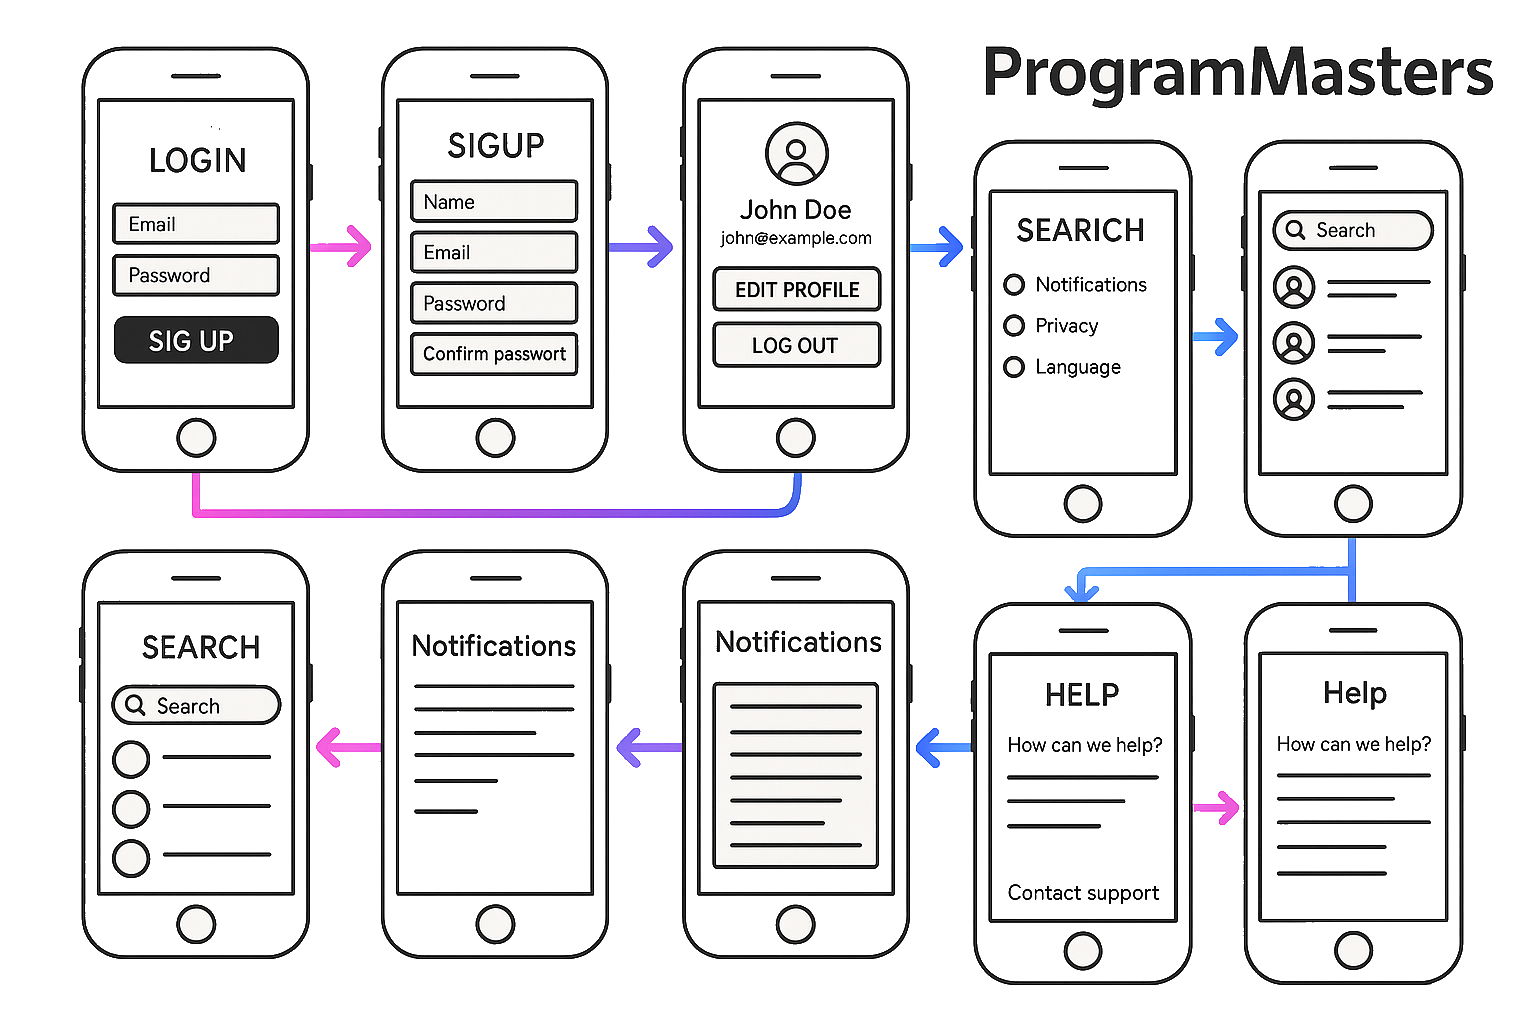 ProgramMasters
LOGIN
Email
Password
SIG UP
SIGUP
Name
Email
Password
Confirm passwort
John Doe
john@example.com
EDIT PROFILE
LOG OUT
SEARICH
Notifications
Privacy
Language
Search
SEARCH
Search
Notifications
Notifications
HELP
How can we help?
Contact support
Help
How can we help?